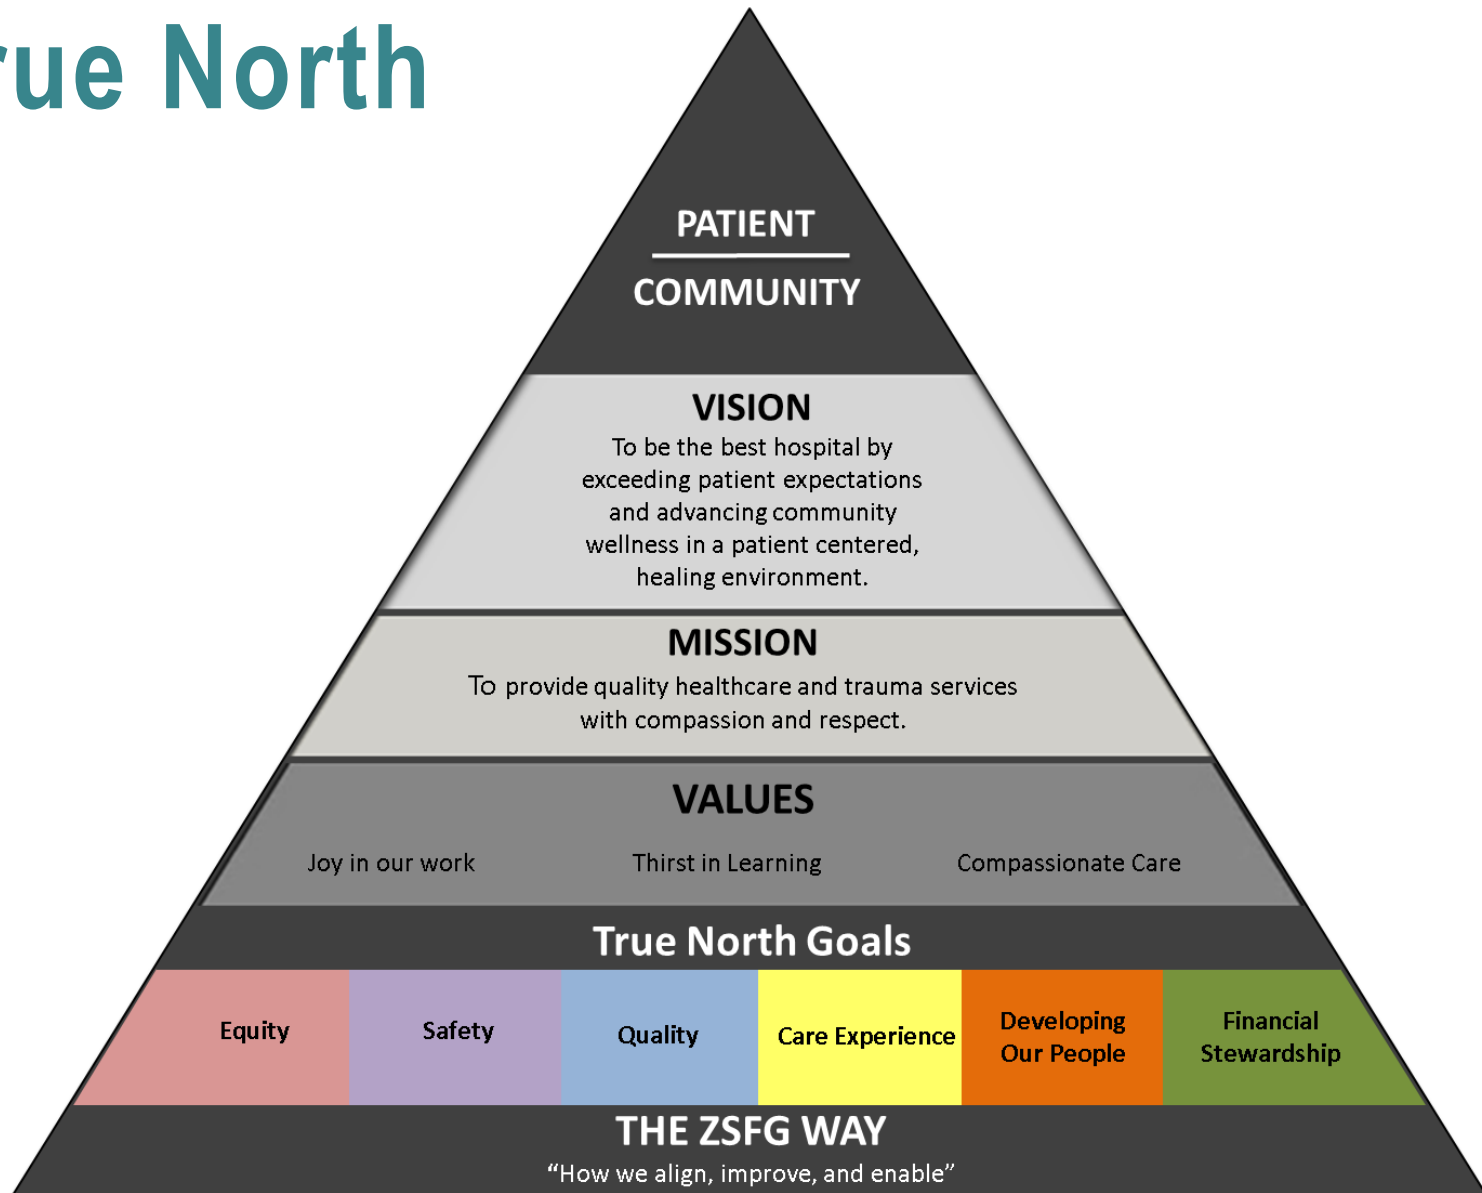 rue North
PATIENT
COMMUNITY
VISION
To be the best hospital by
exceeding patient expectations
and advancing community
wellness in a patient centered,
healing environment.
MISSION
To provide quality healthcare and trauma services
with compassion and respect.
VALUES
Joy in our work
Thirst in Learning
Compassionate Care
True North Goals
Equity
Safety
Quality
Care Experience
Developing
Our People
Financial
Stewardship
THE ZSFG WAY
“How we align, improve, and enable”